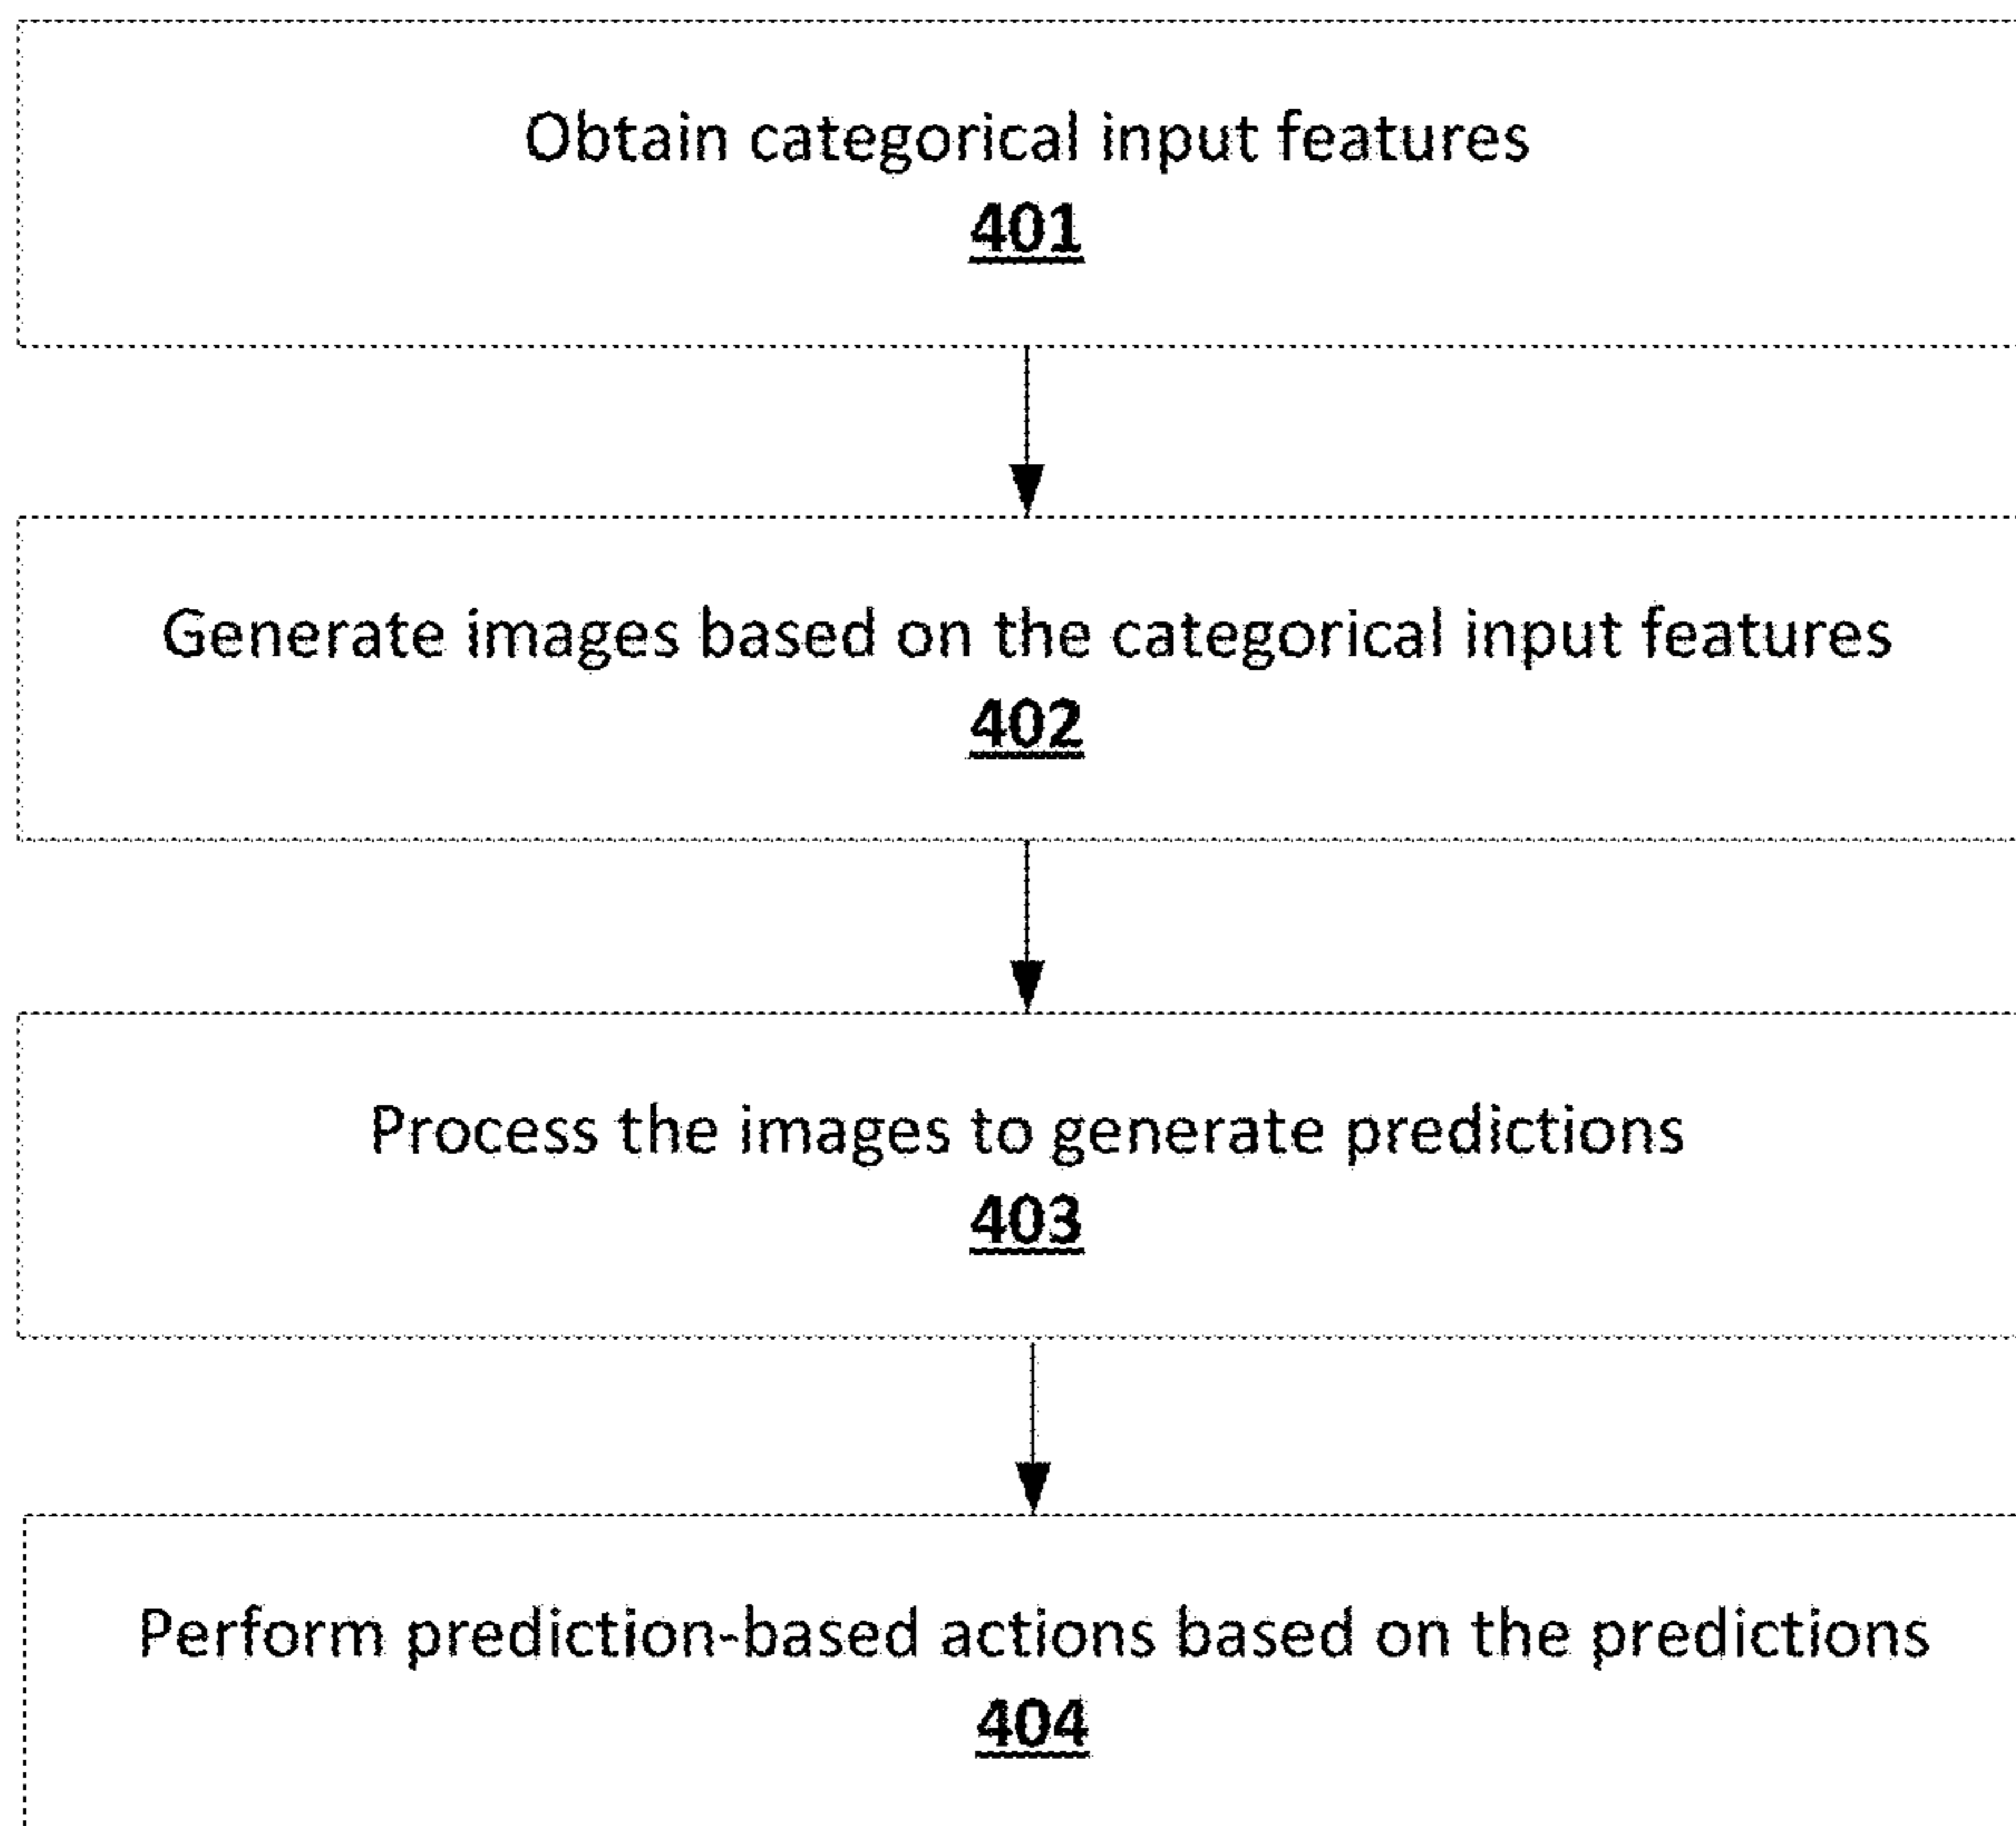 Obtain categorical input features
401
Generate images based on the categorical input features
402
Process the images to generate predictions
403
Perform prediction-based actions based on the predictions
404